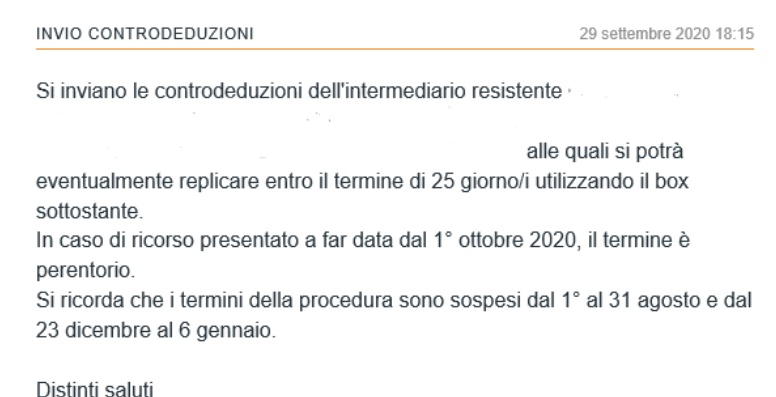 INVIO CONTRODEDUZIONI 29 settembre 2020 18:15
Si inviano le controdeduzioni dell'intermediario resistente
alle quali si potrà
eventualmente replicare entro il termine di 25 giorno/i utilizzando il box
sottostante.
In caso di ricorso presentato a far data dal 1° ottobre 2020, il termine è
perentorio.
Si ricorda che i termini della procedura sono sospesi dal 1° al 31 agosto e dal
23 dicembre al 6 gennaio.
Distinti saluti